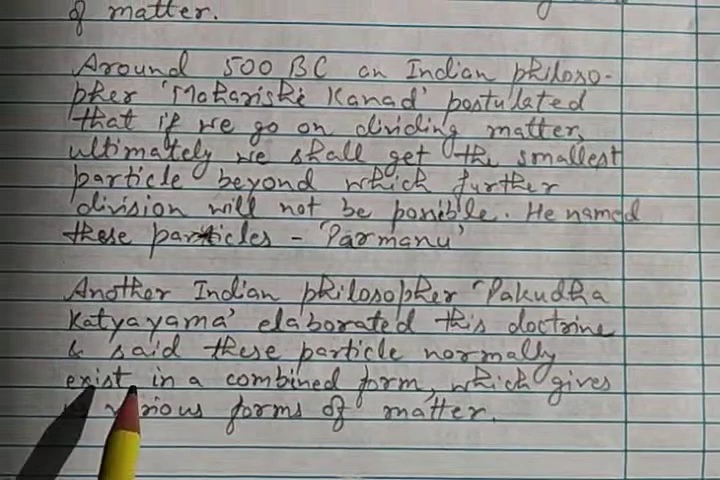 of matter.
Around 500 BC an Indian philoso-
pher 'Maharishi Kanad' postulated
that if we go on dividing matter,
ultimately we shall get the smallest
particle beyond which further
division will not be possible. He named
these particles - 'Parmanu'
Another Indian philosopher 'Pakudha
Katyayama' elaborated this doctrine
& said these particle normally
exist in a combined form, which gives
various forms of matter.